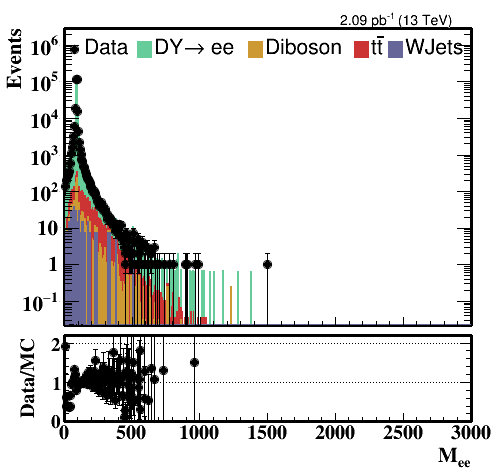 2.09 pb⁻¹ (13 TeV)
Events
Data DY→ ee Diboson tt̄ WJets
10⁶
10⁵
10⁴
10³
10²
10
1
10⁻¹
Data/MC
2
1
0
0 500 1000 1500 2000 2500 3000
Mₑₑ